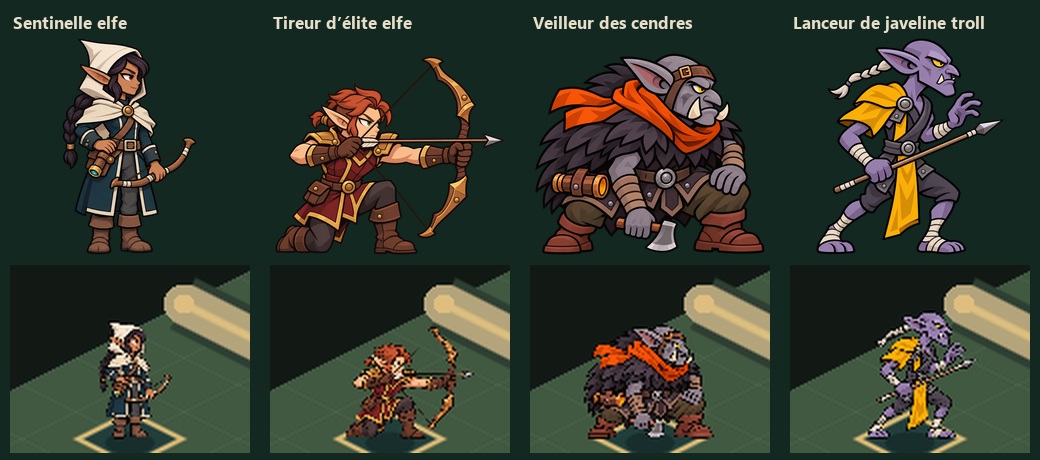 Sentinelle elfe
Tireur d’élite elfe
Veilleur des cendres
Lanceur de javeline troll